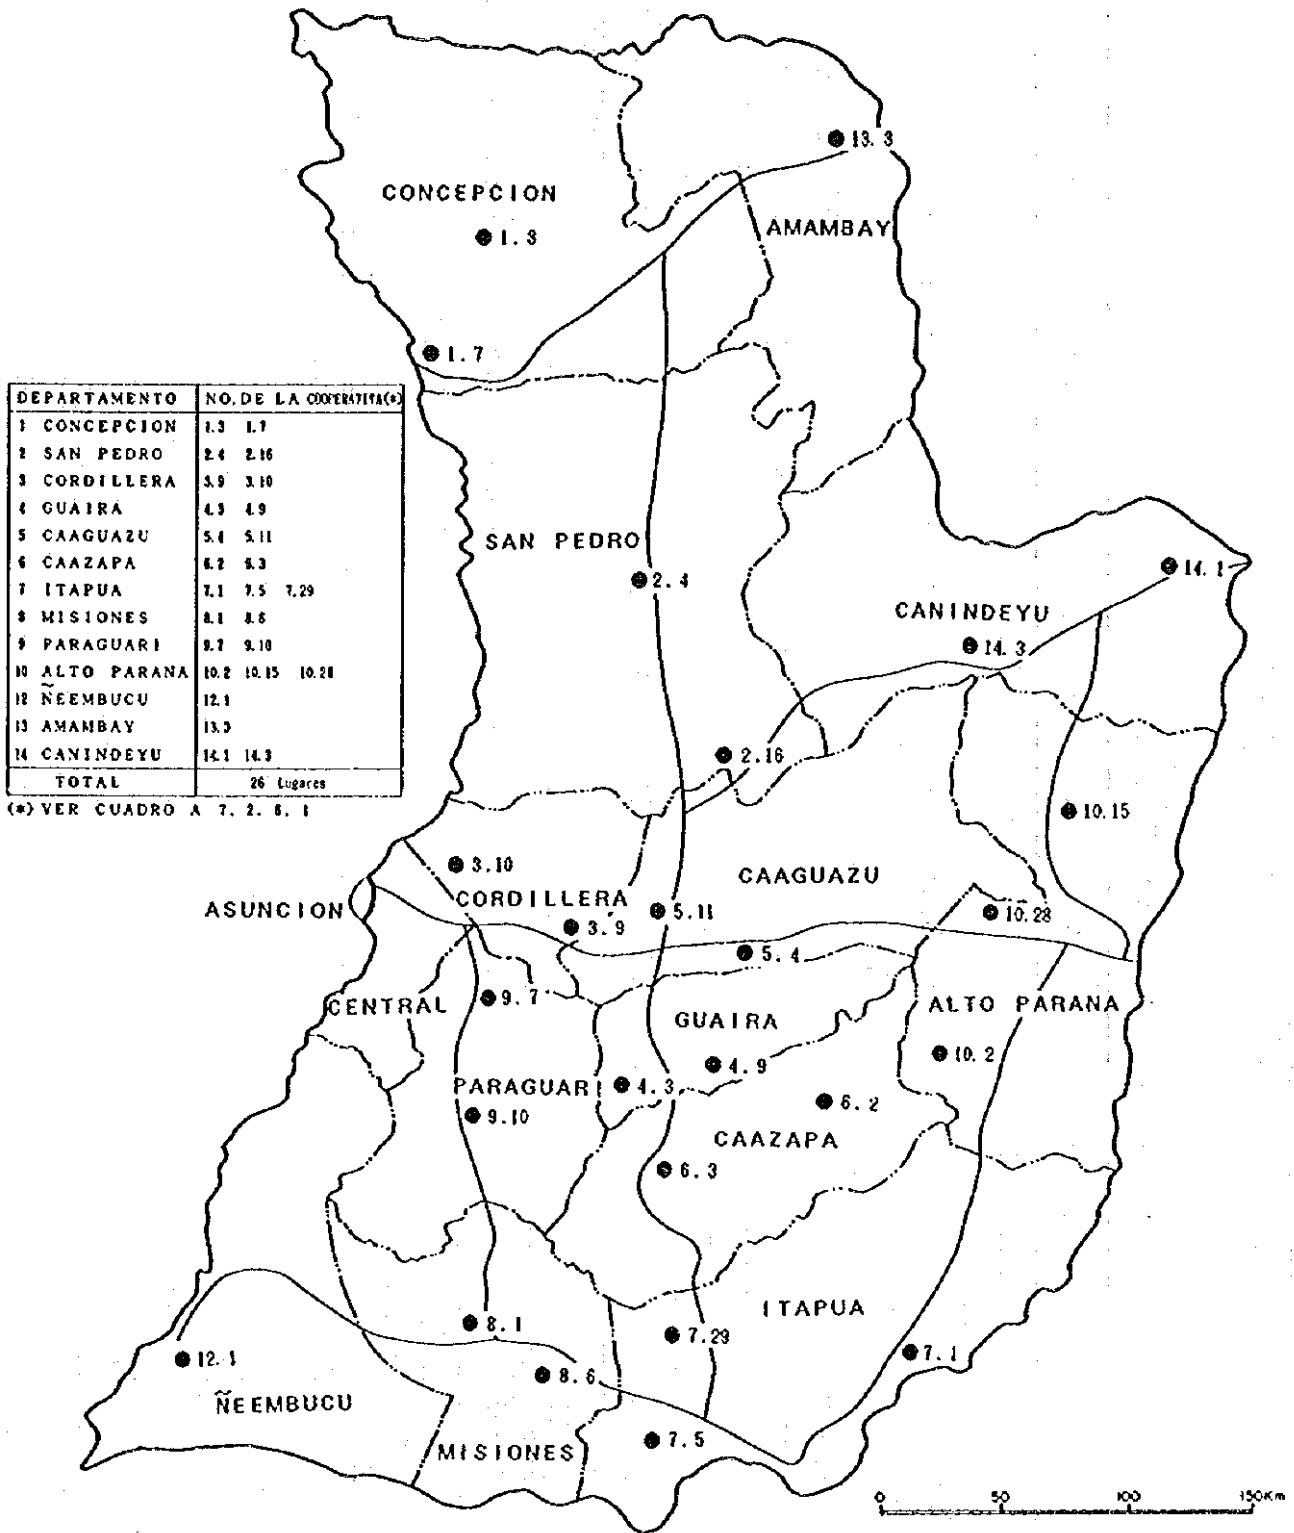 13. 3
CONCEPCION
AMAMBAY
1. 3
1. 7
DEPARTAMENTO NO. DE LA COOPERATIVA(*)
1 CONCEPCION 1.3 1.7
2 SAN PEDRO 2.4 2.16
3 CORDILLERA 3.9 3.10
4 GUAIRA 4.3 4.9
5 CAAGUAZU 5.4 5.11
6 CAAZAPA 6.2 6.3
7 ITAPUA 7.1 7.5 7.29
8 MISIONES 8.1 8.6
9 PARAGUARI 9.7 9.10
10 ALTO PARANA 10.2 10.15 10.28
12 ÑEEMBUCU 12.1
13 AMAMBAY 13.3
14 CANINDEYU 14.1 14.3
TOTAL 26 Lugares
(*) VER CUADRO A 7. 2. 6. 1
SAN PEDRO
2. 4
14. 1
CANINDEYU
14. 3
2. 16
10. 15
3. 10
CAAGUAZU
ASUNCION
CORDILLERA
5. 11
10. 28
3. 9
5. 4
CENTRAL
9. 7
GUAIRA
ALTO PARANA
10. 2
4. 9
PARAGUARI
4. 3
6. 2
9. 10
CAAZAPA
6. 3
ITAPUA
8. 1
7. 29
7. 1
12. 1
8. 6
ÑEEMBUCU
7. 5
MISIONES
0 50 100 150Km